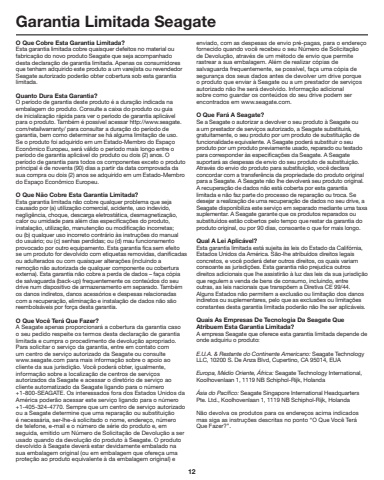 Garantia Limitada Seagate
O Que Cobre Esta Garantia Limitada?
Esta garantia limitada cobre quaisquer defeitos no material ou
fabricação do novo produto Seagate que seja acompanhado
desta declaração de garantia limitada. Apenas os consumidores
que tenham adquirido este produto a um varejista ou revendedor
Seagate autorizado poderão obter cobertura sob esta garantia
limitada.
Quanto Dura Esta Garantia?
O período de garantia deste produto é a duração indicada na
embalagem do produto. Consulte a caixa do produto ou guia
de inicialização rápida para ver o período de garantia aplicável
para o produto. Também é possível acessar http://www.seagate.
com/retailwarranty/ para consultar a duração do período de
garantia, bem como determinar se há alguma limitação de uso.
Se o produto foi adquirido em um Estado-Membro do Espaço
Econômico Europeu, será válido o período mais longo entre o
período de garantia aplicável do produto ou dois (2) anos. O
período de garantia para todos os componentes exceto o produto
principal é de noventa (90) dias a partir da data comprovada da
sua compra ou dois (2) anos se adquirido em um Estado-Membro
do Espaço Econômico Europeu.
O Que Não Cobre Esta Garantia Limitada?
Esta garantia limitada não cobre qualquer problema que seja
causado por (a) utilização comercial, acidente, uso indevido,
negligência, choque, descarga eletrostática, desmagnetização,
calor ou umidade para além das especificações do produto,
instalação, utilização, manutenção ou modificação incorretas;
ou (b) qualquer uso incorreto contrário às instruções do manual
do usuário; ou (c) senhas perdidas; ou (d) mau funcionamento
provocado por outro equipamento. Esta garantia fica sem efeito
se um produto for devolvido com etiquetas removidas, danificadas
ou adulteradas ou com quaisquer alterações (incluindo a
remoção não autorizada de qualquer componente ou cobertura
externa). Esta garantia não cobre a perda de dados – faça cópia
de salvaguarda (back-up) frequentemente os conteúdos do seu
drive num dispositivo de armazenamento em separado. Também
os danos indiretos, danos consequentes e despesas relacionadas
com a recuperação, eliminação e instalação de dados não são
reembolsáveis por força desta garantia.
O Que Você Terá Que Fazer?
A Seagate apenas proporcionará a cobertura da garantia caso
o seu pedido respeite os termos desta declaração de garantia
limitada e cumpra o procedimento de devolução apropriado.
Para solicitar o serviço da garantia, entre em contato com
um centro de serviço autorizado da Seagate ou consulte
www.seagate.com para mais informação sobre o apoio ao
cliente da sua jurisdição. Você poderá obter, igualmente,
informação sobre a localização de centros de serviços
autorizados da Seagate e acessar o diretório de serviço ao
cliente automatizado da Seagate ligando para o número
+1-800-SEAGATE. Os interessados fora dos Estados Unidos da
América poderão acessar este serviço ligando para o número
+1-405-324-4770. Sempre que um centro de serviço autorizado
ou a Seagate determine que uma reparação ou substituição
é necessária, ser-lhe-á solicitado o nome, endereço, número
de telefone, e-mail e o número de série do produto e, em
seguida, emitido um Número de Solicitação de Devolução a ser
usado quando da devolução do produto à Seagate. O produto
devolvido à Seagate deverá estar devidamente embalado na
sua embalagem original (ou em embalagem que ofereça uma
proteção ao produto equivalente à da embalagem original) e
enviado, com as despesas de envio pré-pagas, para o endereço
fornecido quando você recebeu o seu Número de Solicitação
de Devolução, através de um método de envio que permite
rastrear a sua embalagem. Além de realizar cópias de
salvaguarda frequentemente, se possível, faça uma cópia de
segurança dos seus dados antes de devolver um drive porque
o produto que enviar à Seagate ou a um prestador de serviços
autorizado não lhe será devolvido. Informação adicional
sobre como guardar os conteúdos do seu drive podem ser
encontrados em www.seagate.com.
O Que Fará A Seagate?
Se a Seagate o autorizar a devolver o seu produto à Seagate ou
a um prestador de serviços autorizado, a Seagate substituirá,
gratuitamente, o seu produto por um produto de substituição de
funcionalidade equivalente. A Seagate poderá substituir o seu
produto por um produto previamente usado, reparado ou testado
para corresponder às especificações da Seagate. A Seagate
suportará as despesas de envio do seu produto de substituição.
Através do envio do produto para substituição, você declara
concordar com a transferência da propriedade do produto original
para a Seagate. A Seagate não lhe devolverá seu produto original.
A recuperação de dados não está coberta por esta garantia
limitada e não faz parte do processo de reparação ou troca. Se
desejar a realização de uma recuperação de dados no seu drive, a
Seagate disponibiliza este serviço em separado mediante uma taxa
suplementar. A Seagate garante que os produtos reparados ou
substituídos estão cobertos pelo tempo que restar da garantia do
produto original, ou por 90 dias, consoante o que for mais longo.
Qual A Lei Aplicável?
Esta garantia limitada está sujeita às leis do Estado da Califórnia,
Estados Unidos da América. São-lhe atribuídos direitos legais
concretos, e você poderá deter outros direitos, os quais variam
consoante as jurisdições. Esta garantia não prejudica outros
direitos adicionais que lhe assistirão à luz das leis da sua jurisdição
que regulem a venda de bens de consumo, incluindo, entre
outras, as leis nacionais que transpõem a Diretiva CE 99/44.
Alguns Estados não permitem a exclusão ou limitação dos danos
indiretos ou suplementares, pelo que as exclusões ou limitações
constantes desta garantia limitada poderão não lhe ser aplicáveis.
Quais As Empresas De Tecnologia Da Seagate Que
Atribuem Esta Garantia Limitada?
A empresa Seagate que oferece esta garantia limitada depende de
onde adquiriu o produto:
E.U.A. & Restante do Continente Americano: Seagate Technology
LLC, 10200 S. De Anza Blvd, Cupertino, CA 95014, EUA
Europa, Médio Oriente, África: Seagate Technology International,
Koolhovenlaan 1, 1119 NB Schiphol-Rijk, Holanda
Ásia do Pacífico: Seagate Singapore International Headquarters
Pte. Ltd., Koolhovenlaan 1, 1119 NB Schiphol-Rijk, Holanda
Não devolva os produtos para os endereços acima indicados
mas siga as instruções descritas no ponto "O Que Você Terá
Que Fazer?".
12